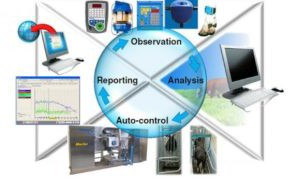 Observation
Reporting
Analysis
Auto-control